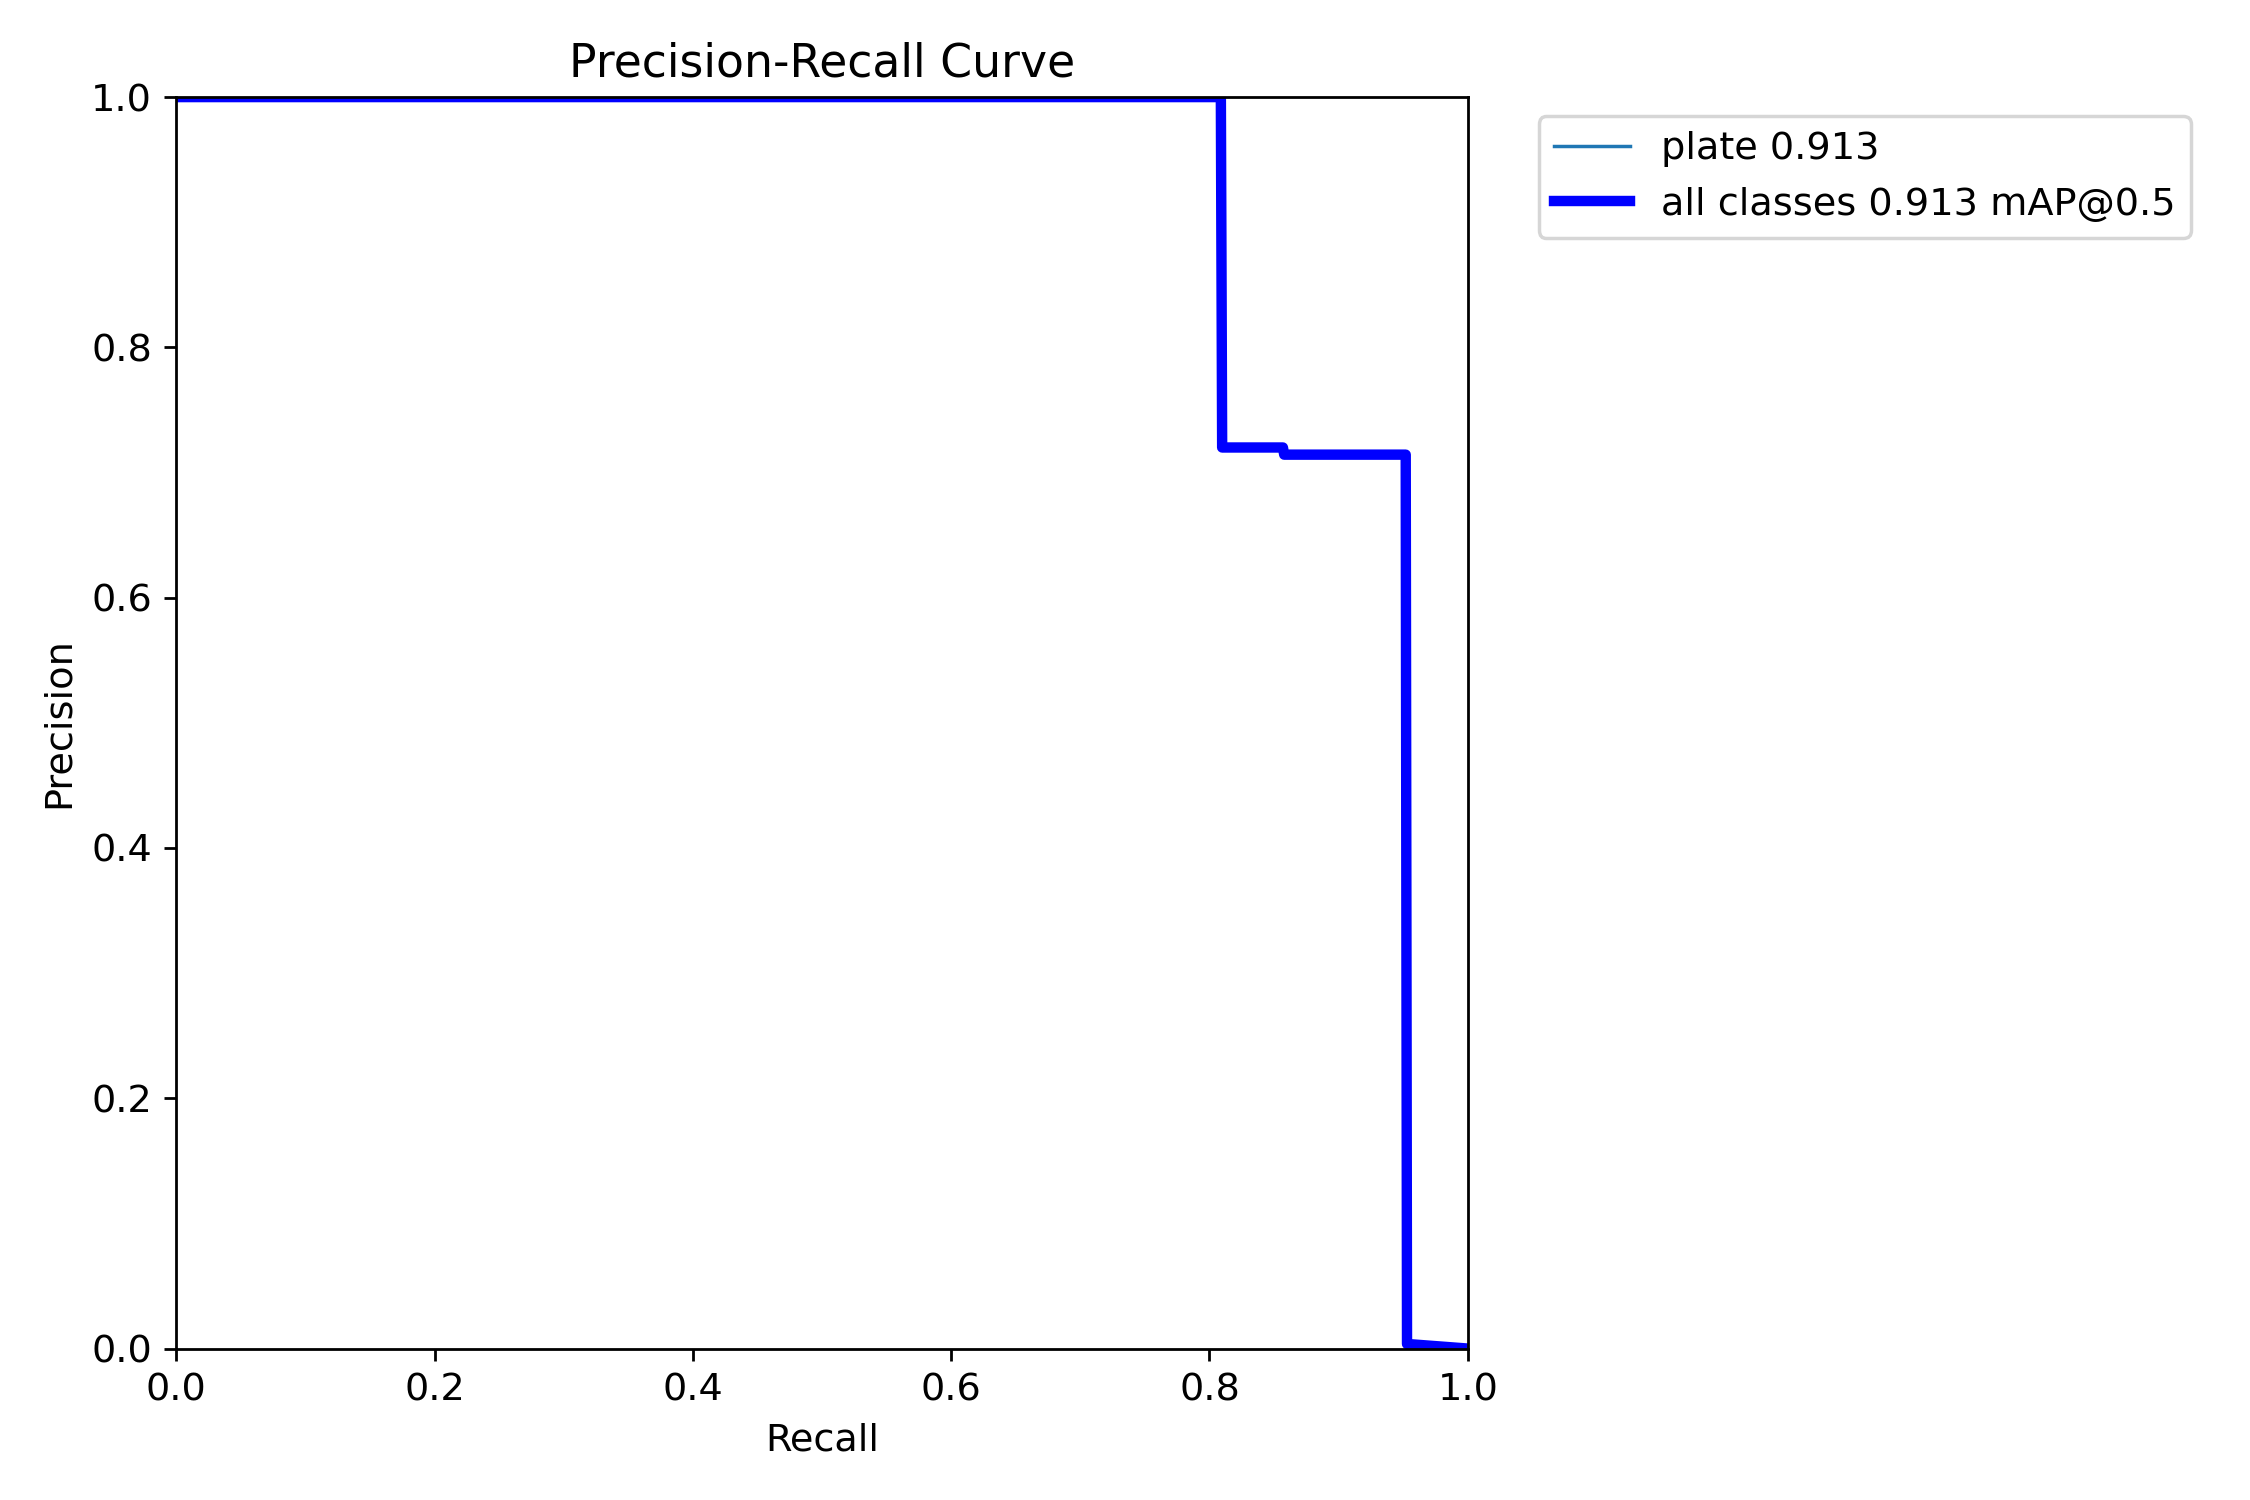 Precision-Recall Curve
plate 0.913
all classes 0.913 mAP@0.5
1.0
0.8
0.6
0.4
0.2
0.0
Precision
0.0 0.2 0.4 0.6 0.8 1.0
Recall